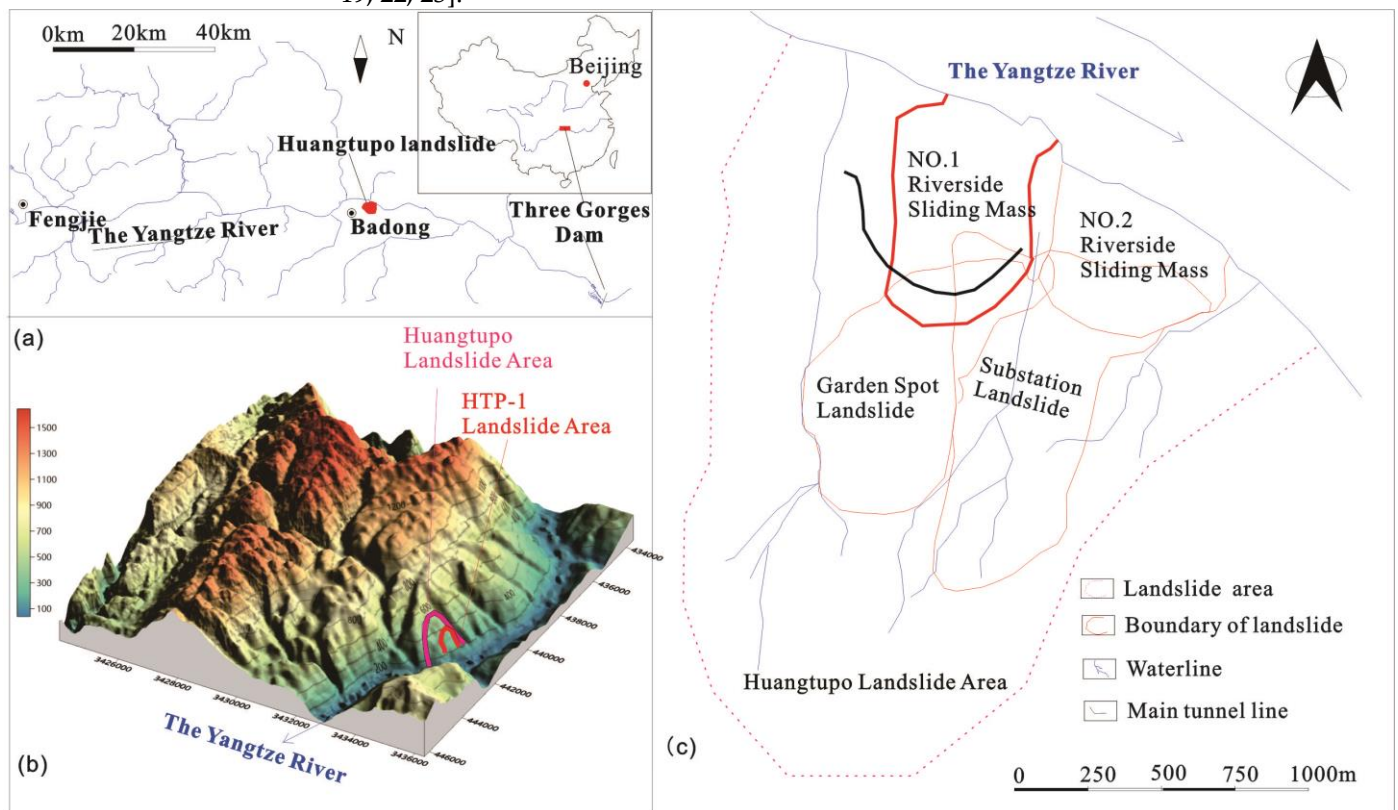 19, 22, 23].
0km 20km 40km
N
Beijing
Huangtupo landslide
Fengjie
The Yangtze River
Badong
Three Gorges
Dam
(a)
Huangtupo
Landslide Area
HTP-1
Landslide Area
1500
1300
1100
900
700
500
300
100
3426000
3428000
3430000
3432000
3434000
3436000
434000
436000
438000
440000
442000
444000
446000
The Yangtze River
(b)
The Yangtze River
NO.1
Riverside
Sliding Mass
NO.2
Riverside
Sliding Mass
Garden Spot
Landslide
Substation
Landslide
Huangtupo Landslide Area
Landslide area
Boundary of landslide
Waterline
Main tunnel line
(c)
0 250 500 750 1000m